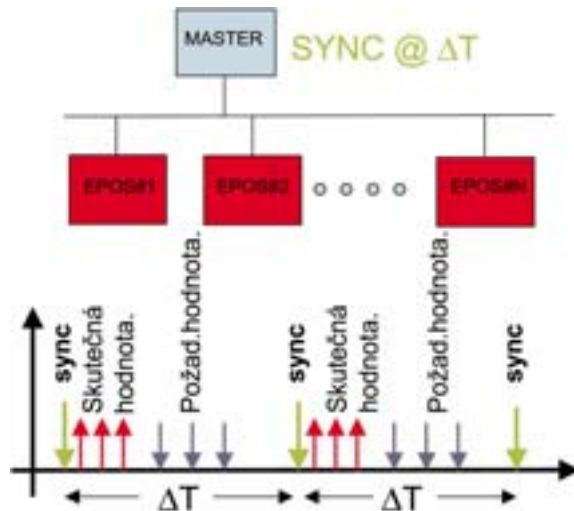 MASTER
SYNC @ ΔT
EPOS#1
EPOS#2
EPOS#N
sync
Skutečná
hodnota.
Požad.hodnota.
sync
Skutečná
hodnota.
Požad.hodnota.
sync
ΔT
ΔT